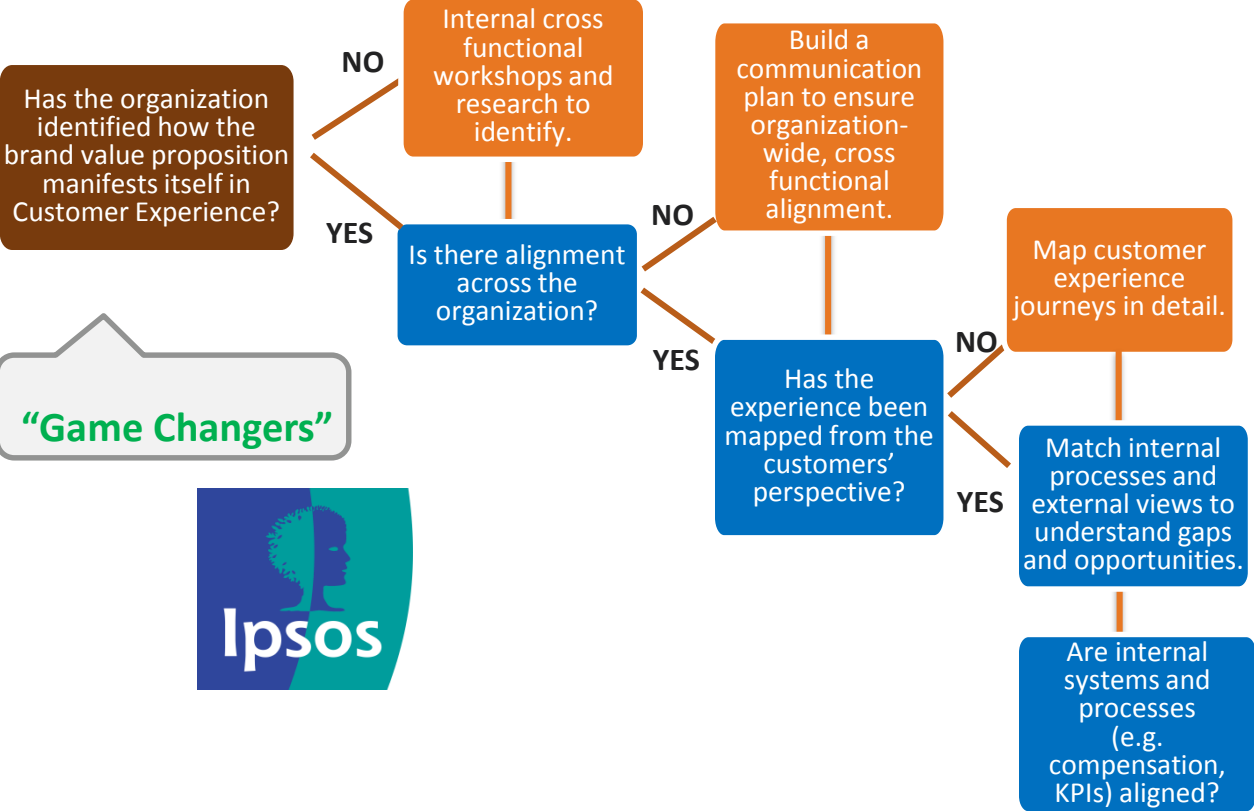 Has the organization
identified how the
brand value proposition
manifests itself in
Customer Experience?
NO
YES
Internal cross
functional
workshops and
research to
identify.
Is there alignment
across the
organization?
NO
YES
Build a
communication
plan to ensure
organization-
wide, cross
functional
alignment.
Has the
experience been
mapped from the
customers’
perspective?
NO
YES
Map customer
experience
journeys in detail.
Match internal
processes and
external views to
understand gaps
and opportunities.
Are internal
systems and
processes
(e.g.
compensation,
KPIs) aligned?
“Game Changers”
Ipsos